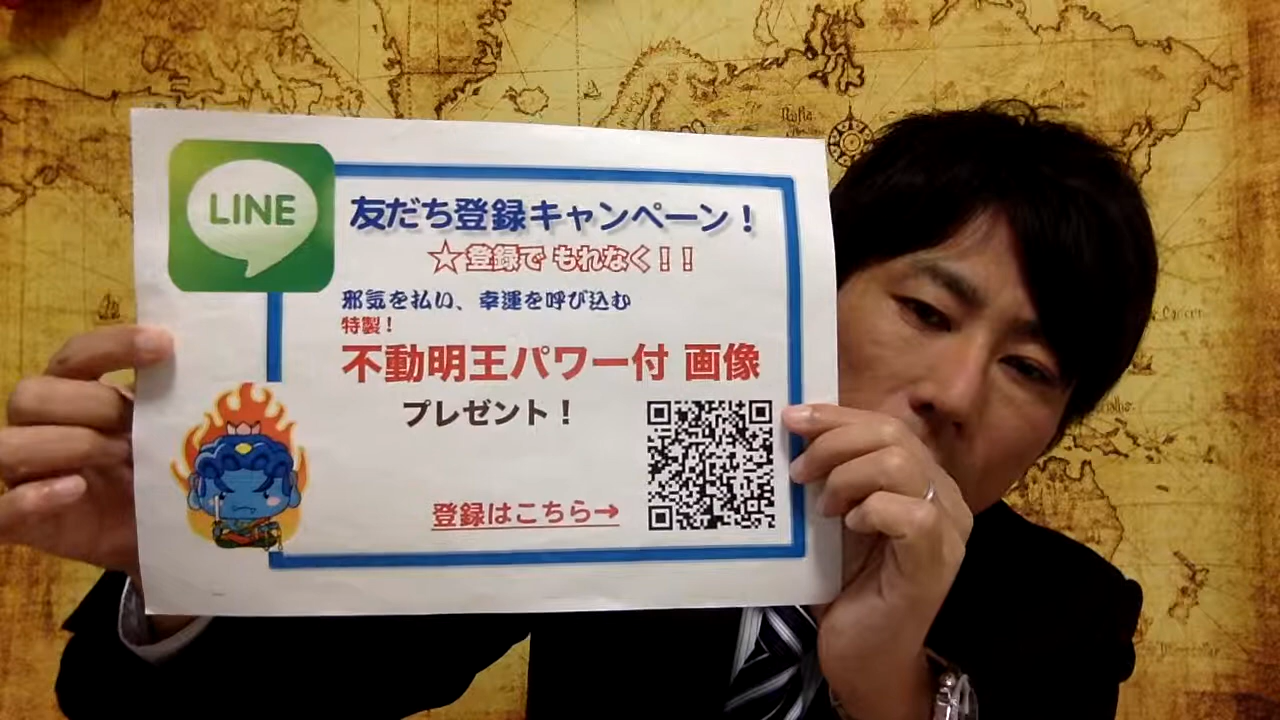 LINE
友だち登録キャンペーン！
☆登録で もれなく！！
邪気を払い、幸運を呼び込む
特製！
不動明王パワー付 画像
プレゼント！
登録はこちら→